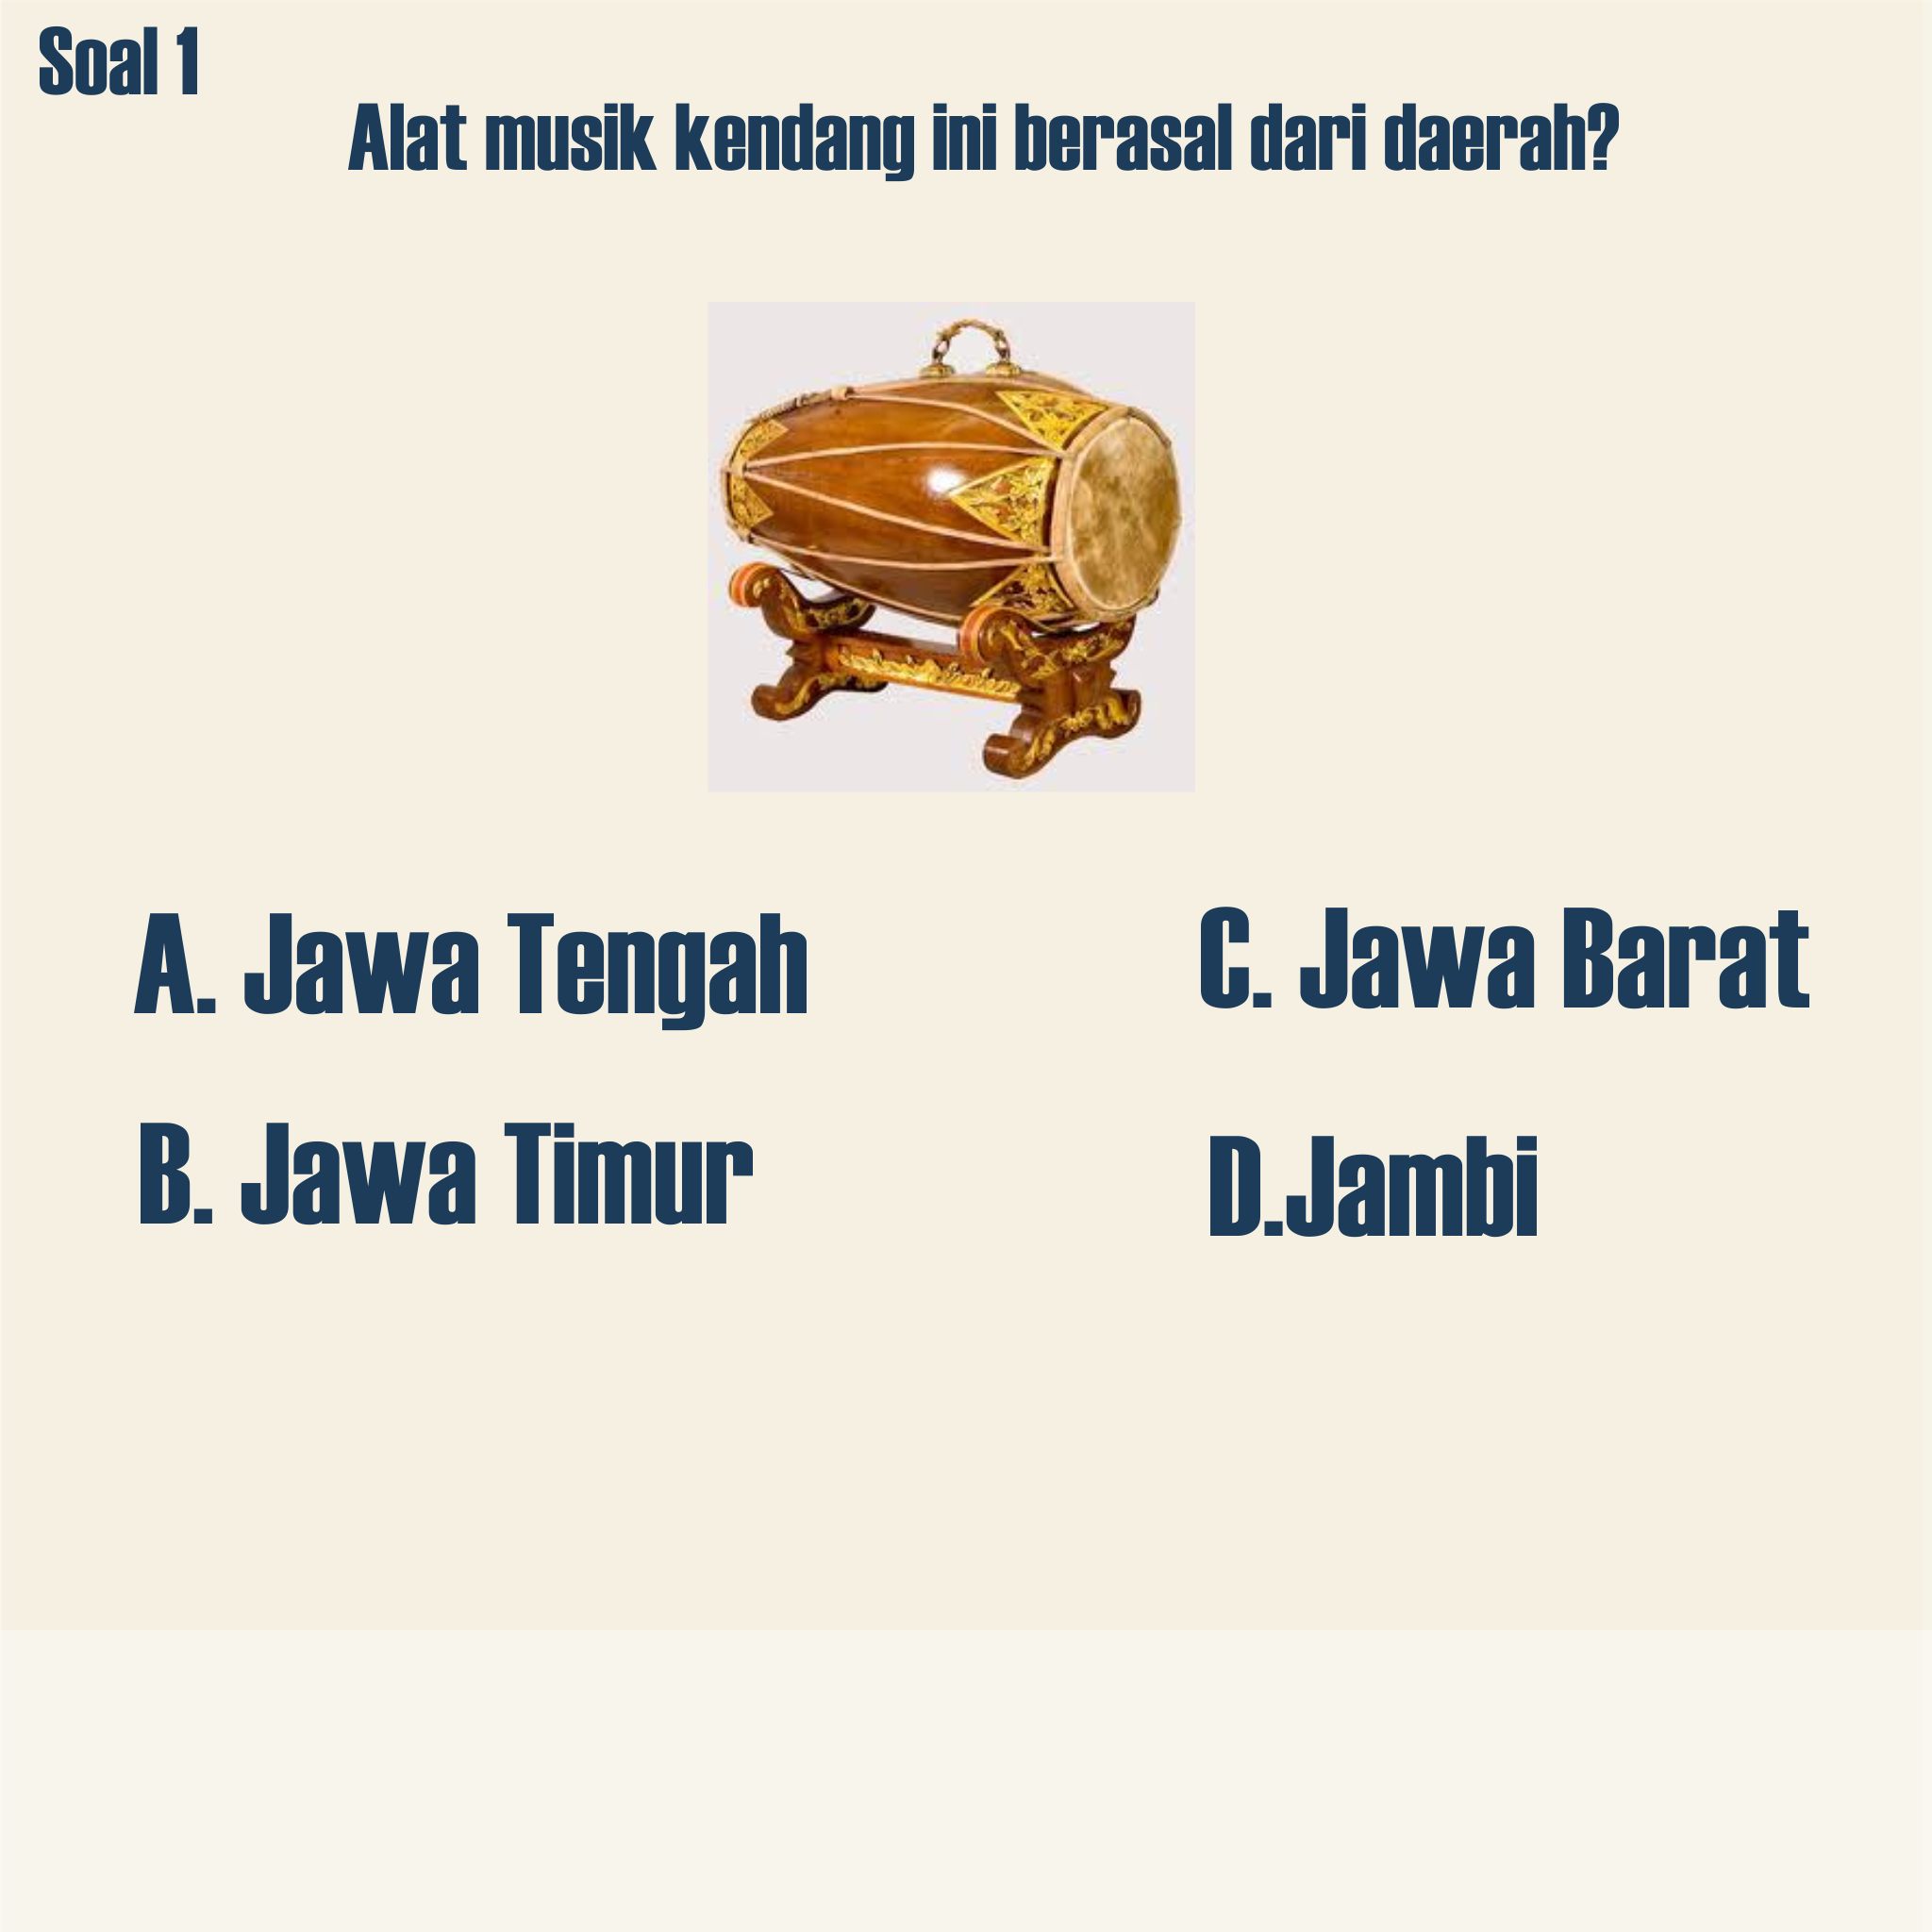 Soal 1
Alat musik kendang ini berasal dari daerah?
A. Jawa Tengah
B. Jawa Timur
C. Jawa Barat
D.Jambi